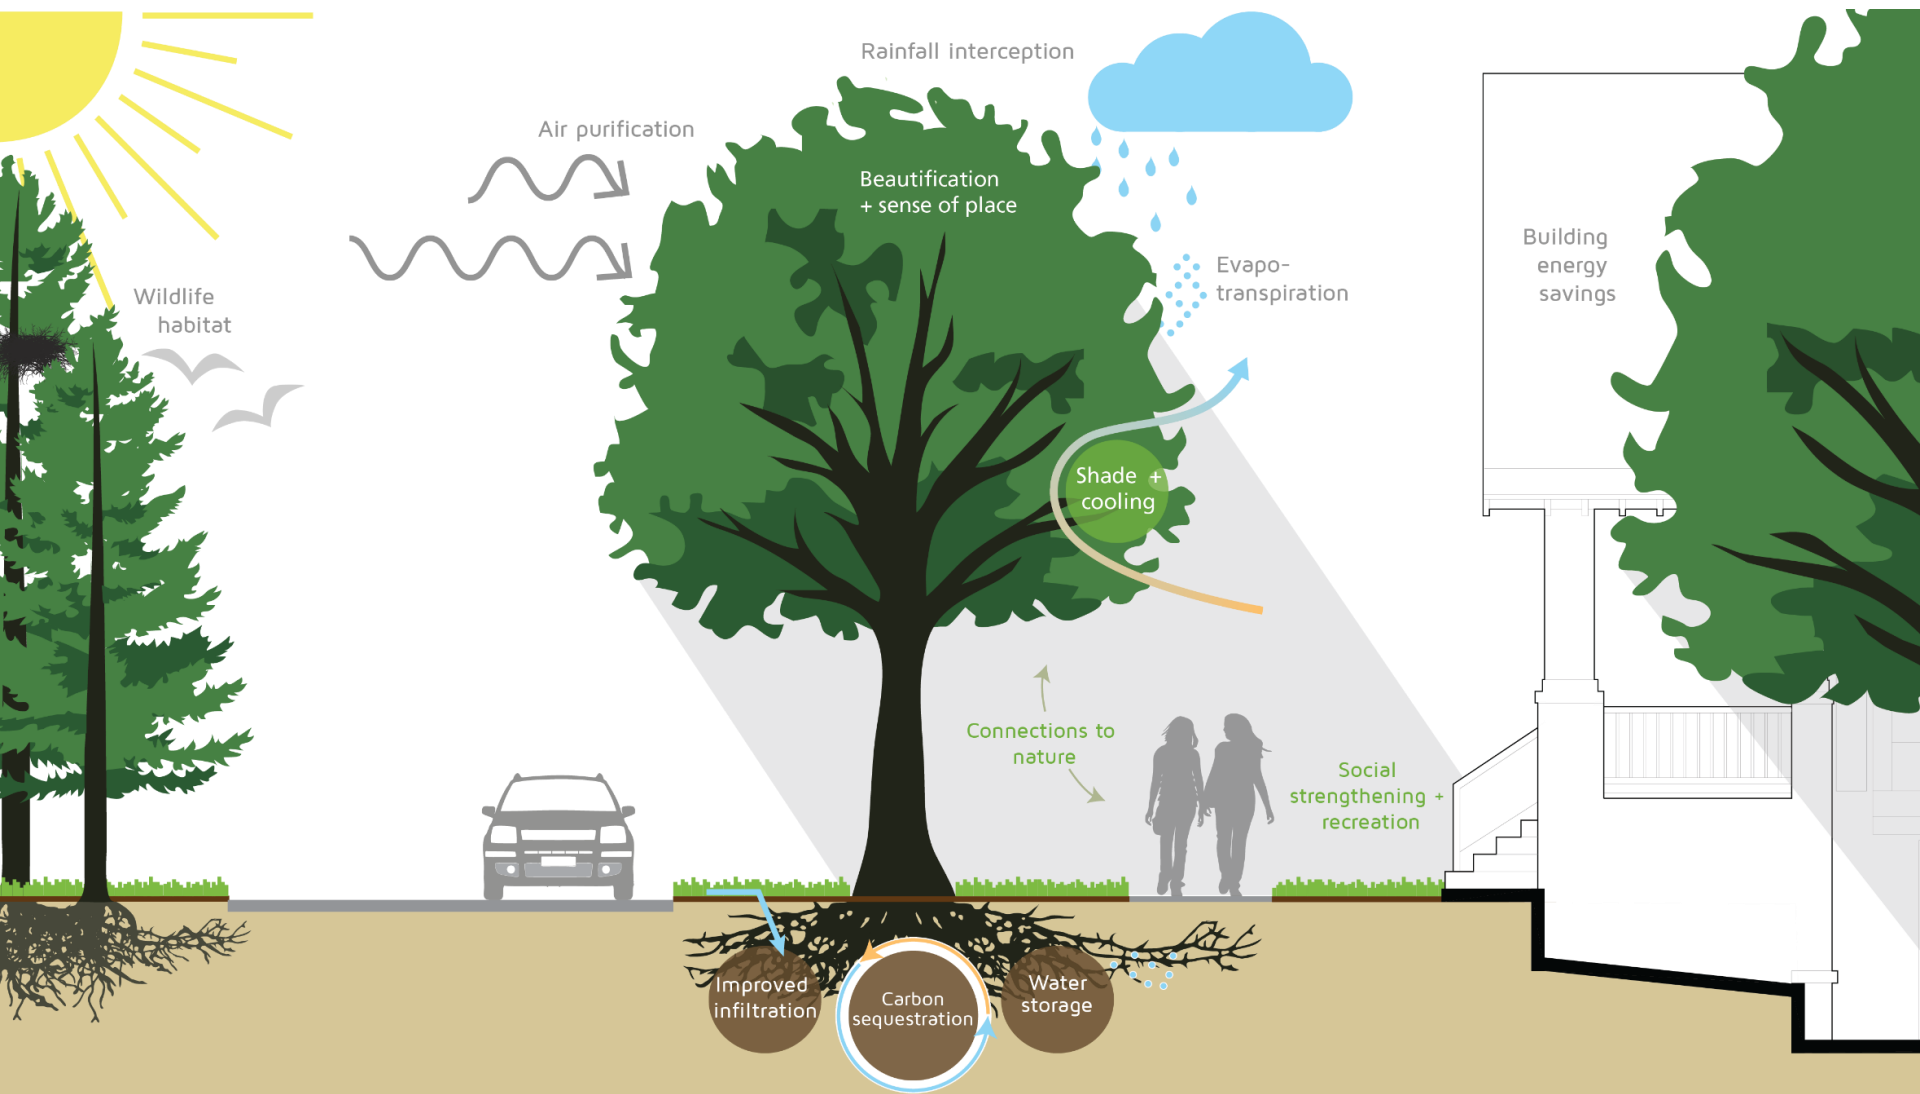 Rainfall interception
Air purification
Beautification
+ sense of place
Wildlife
habitat
Evapo-
transpiration
Building
energy
savings
Shade +
cooling
Connections to
nature
Social
strengthening +
recreation
Improved
infiltration
Carbon
sequestration
Water
storage